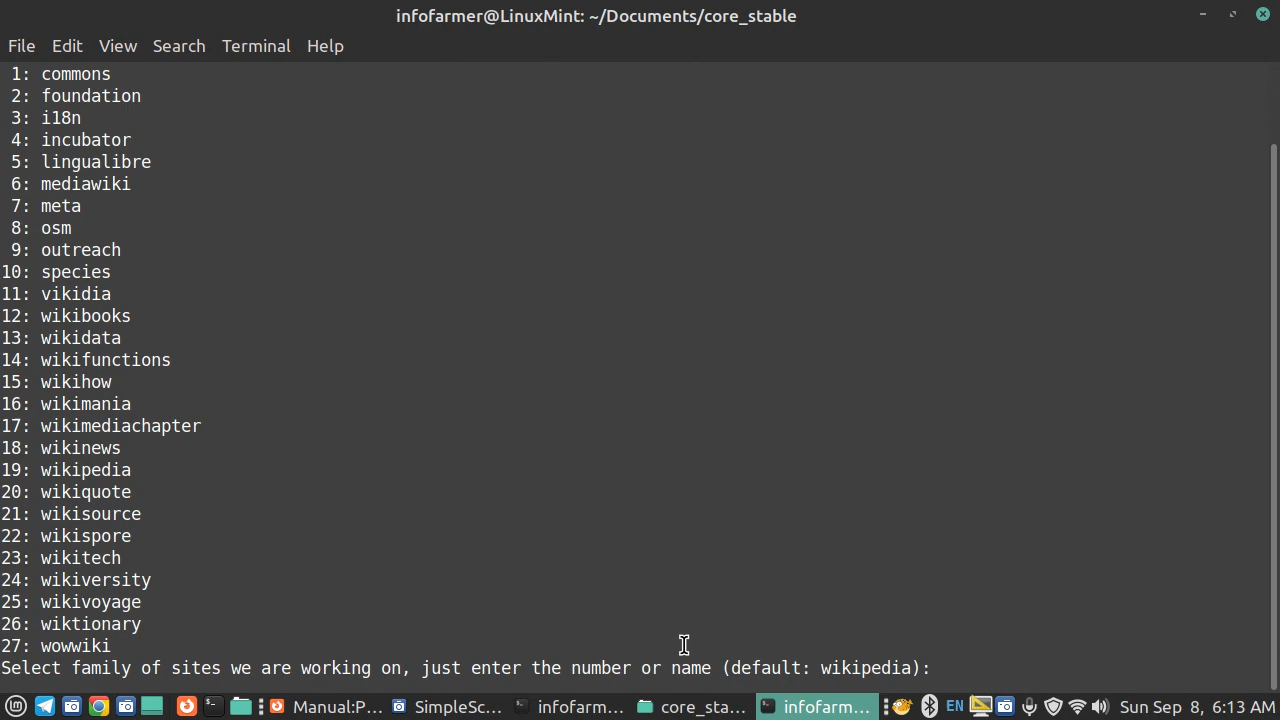 infofarmer@LinuxMint: ~/Documents/core_stable
File Edit View Search Terminal Help
1: commons
2: foundation
3: i18n
4: incubator
5: lingualibre
6: mediawiki
7: meta
8: osm
9: outreach
10: species
11: vikidia
12: wikibooks
13: wikidata
14: wikifunctions
15: wikihow
16: wikimania
17: wikimediachapter
18: wikinews
19: wikipedia
20: wikiquote
21: wikisource
22: wikispore
23: wikitech
24: wikiversity
25: wikivoyage
26: wiktionary
27: wowwiki
Select family of sites we are working on, just enter the number or name (default: wikipedia):
Manual:P... SimpleSc... infofarm... core_sta... infofarm... EN Sun Sep 8, 6:13 AM